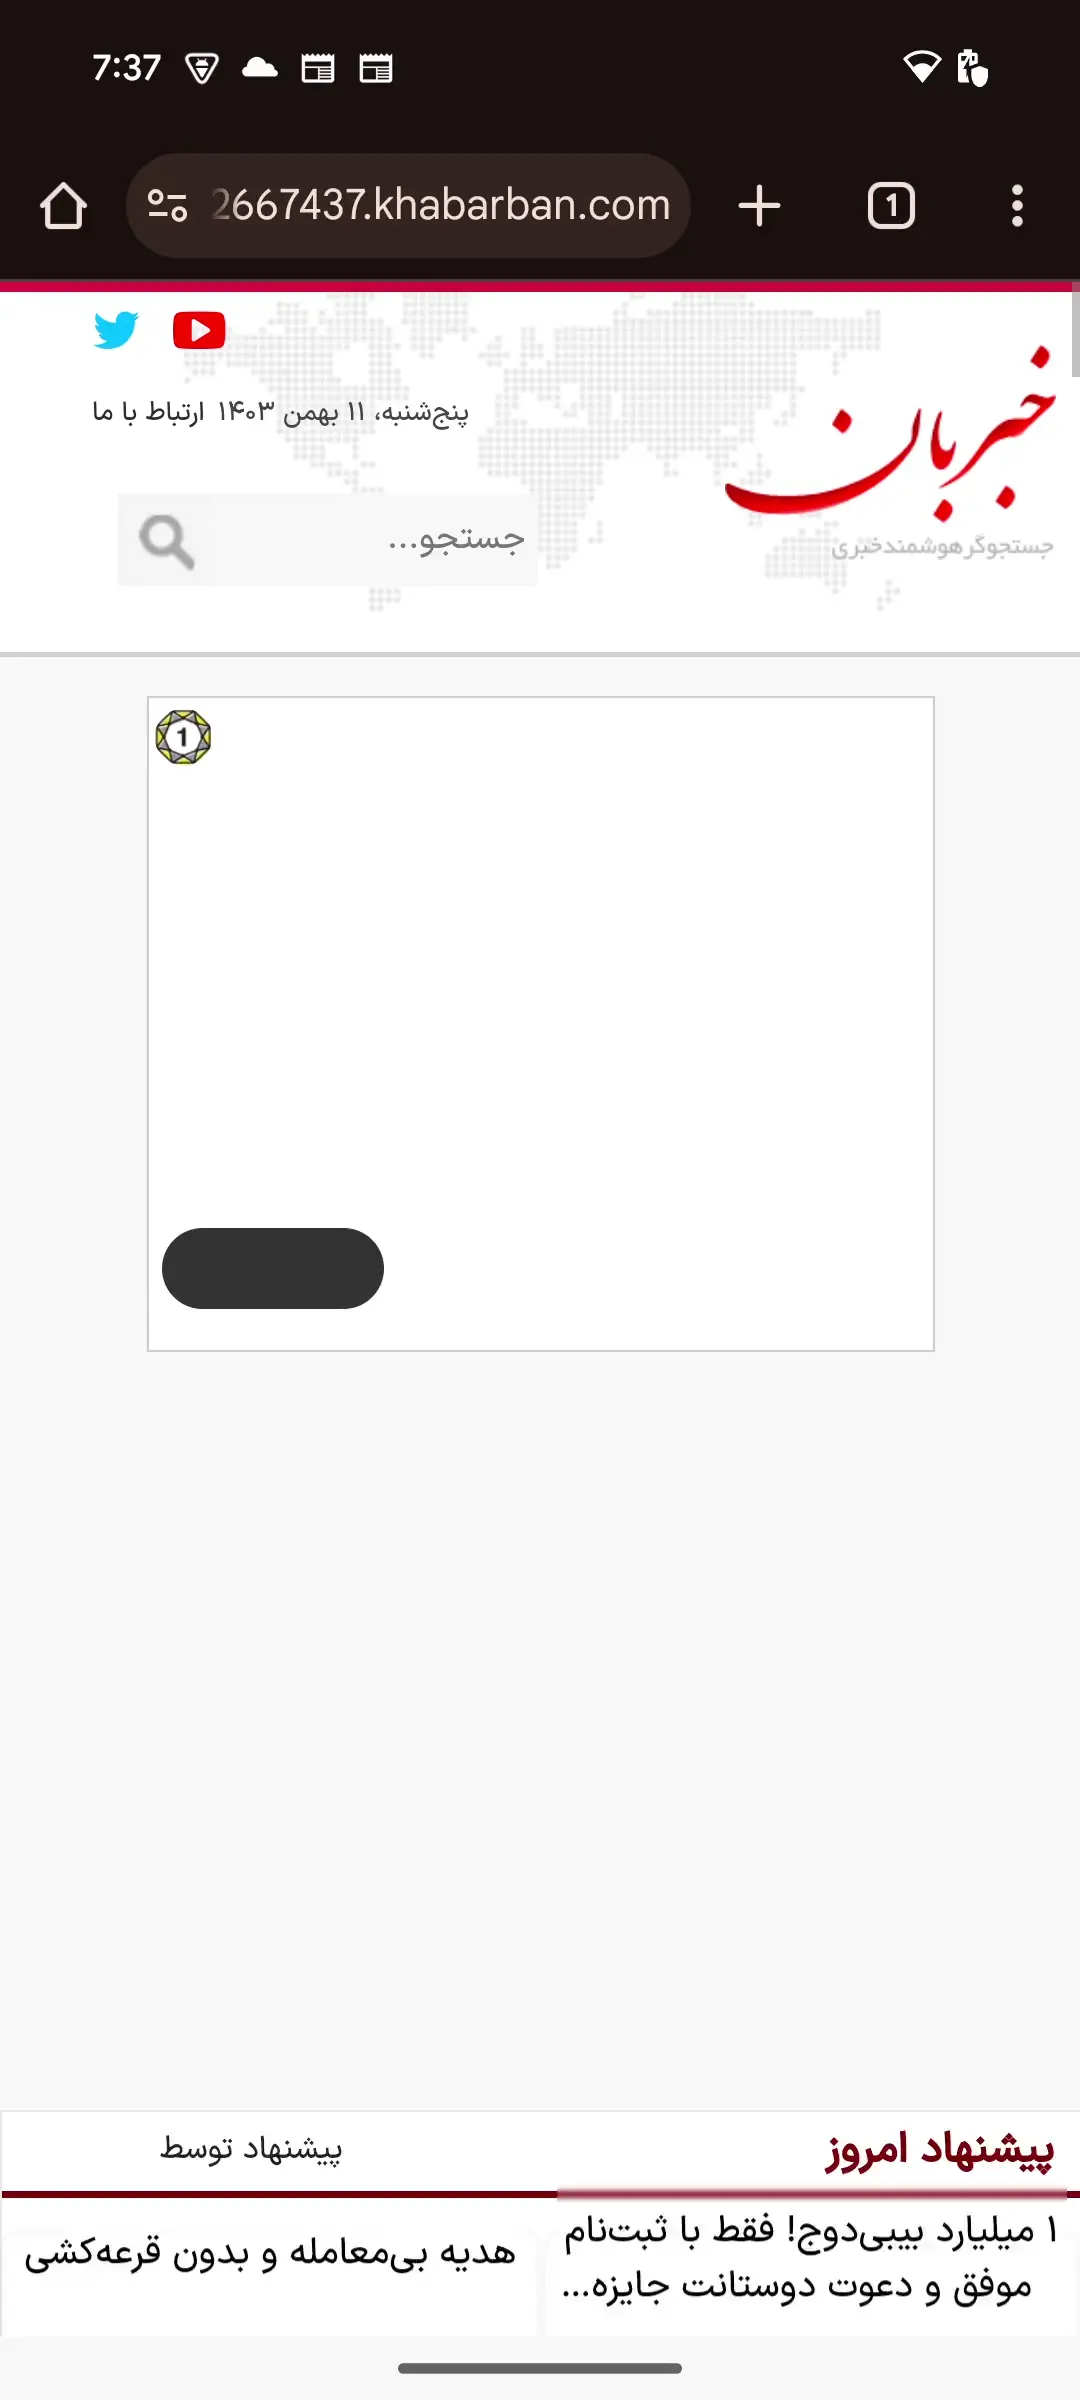 7:37
2667437.khabarban.com
1
خبربان
جستجوگر هوشمند خبری
پنج‌شنبه، ۱۱ بهمن ۱۴۰۳ ارتباط با ما
جستجو...
1
پیشنهاد امروز
پیشنهاد توسط
۱ میلیارد بیبی‌دوج! فقط با ثبت‌نام
موفق و دعوت دوستانت جایزه...
هدیه بی‌معامله و بدون قرعه‌کشی